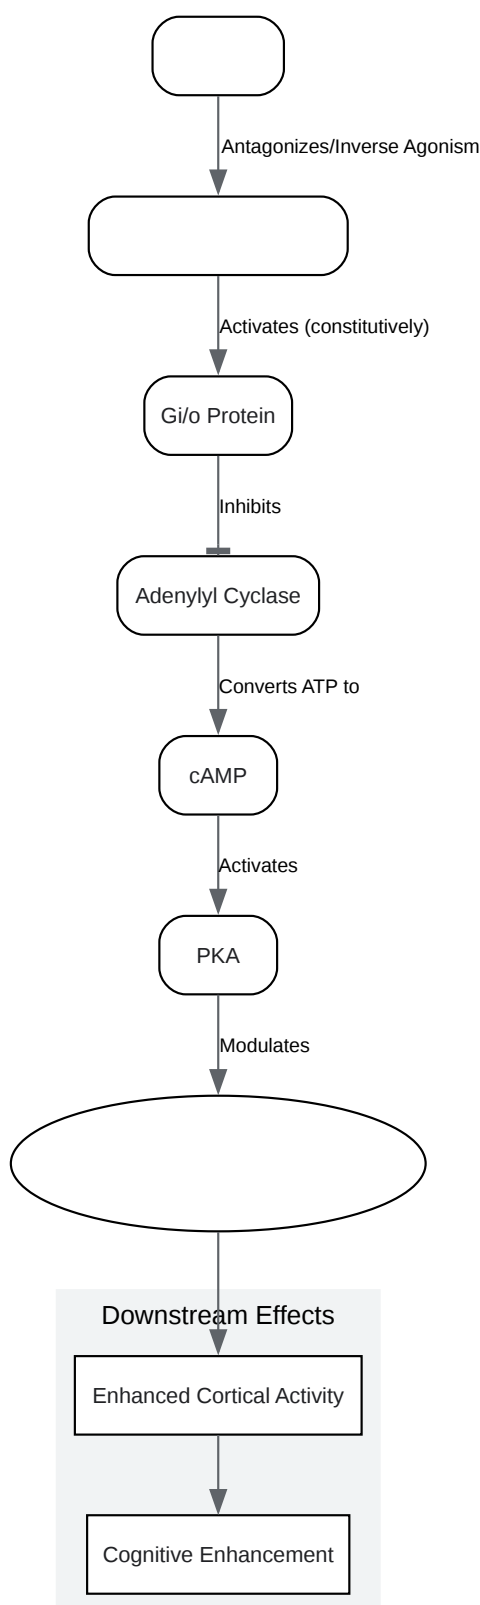 Antagonizes/Inverse Agonism
Activates (constitutively)
Gi/o Protein
Inhibits
Adenylyl Cyclase
Converts ATP to
cAMP
Activates
PKA
Modulates
Downstream Effects
Enhanced Cortical Activity
Cognitive Enhancement